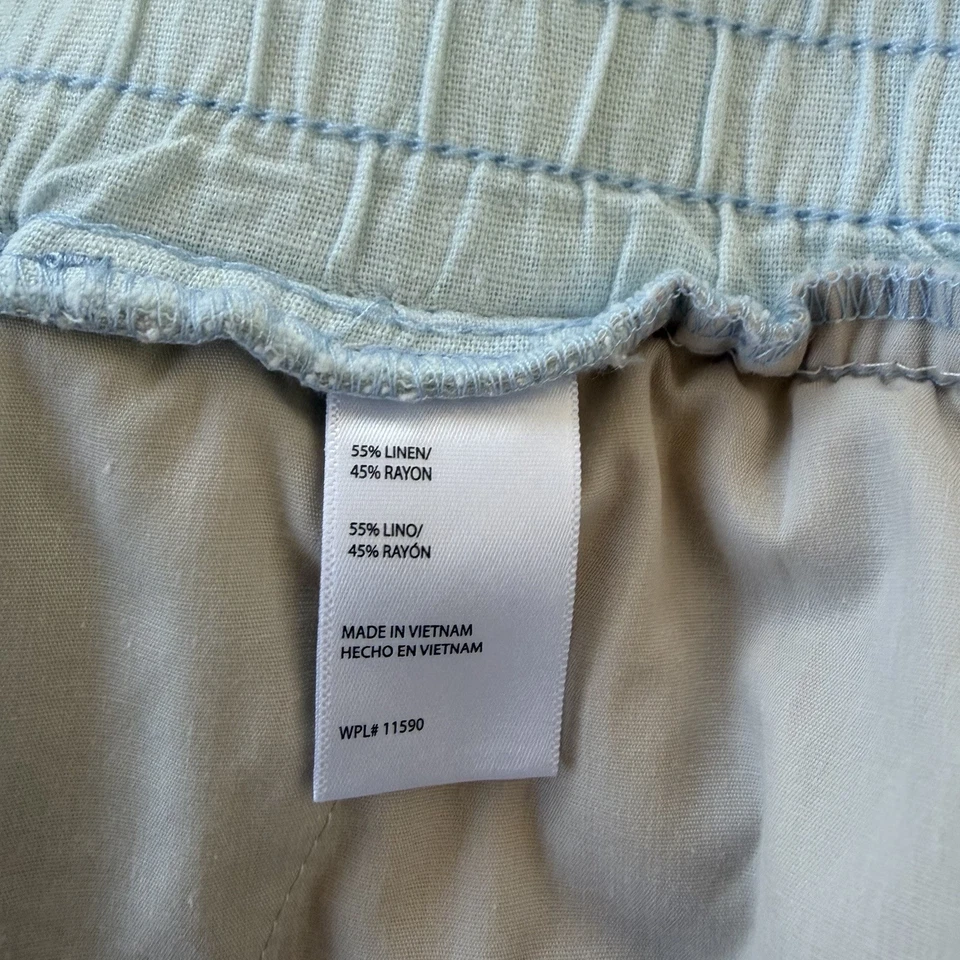 55% LINEN/
45% RAYON
55% LINO/
45% RAYÓN
MADE IN VIETNAM
HECHO EN VIETNAM
WPL# 11590